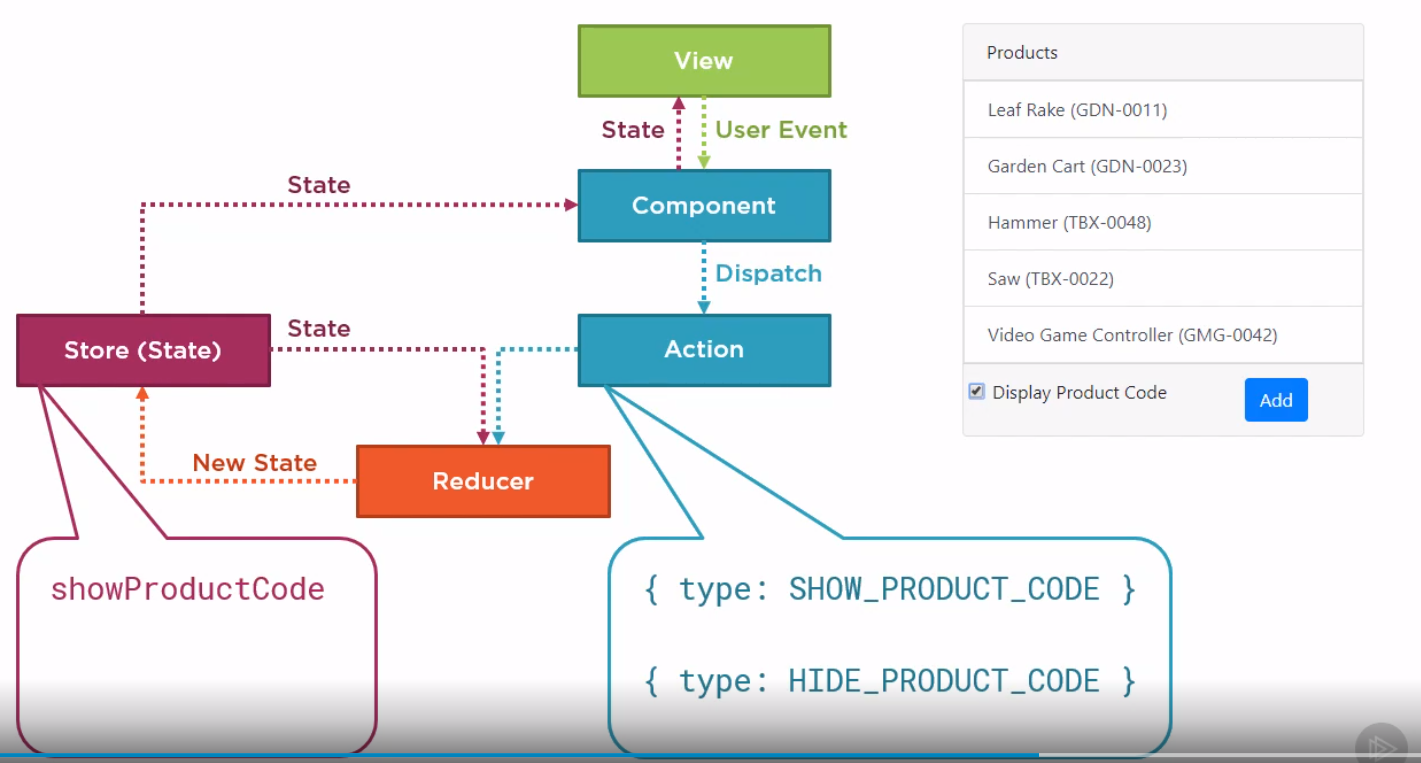 View
State
User Event
State
Component
Dispatch
Store (State)
State
Action
New State
Reducer
showProductCode
{ type: SHOW_PRODUCT_CODE }
{ type: HIDE_PRODUCT_CODE }
Products
Leaf Rake (GDN-0011)
Garden Cart (GDN-0023)
Hammer (TBX-0048)
Saw (TBX-0022)
Video Game Controller (GMG-0042)
Display Product Code
Add